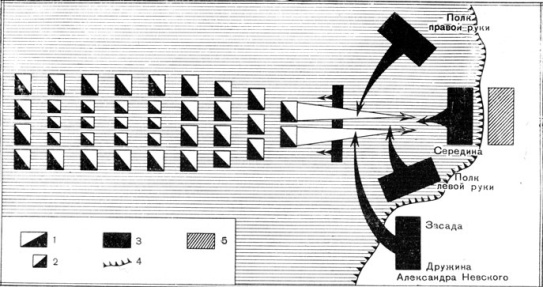 Полк
правой руки
Середина
Полк
левой руки
Засада
Дружина
Александра Невского
1
3
5
2
4